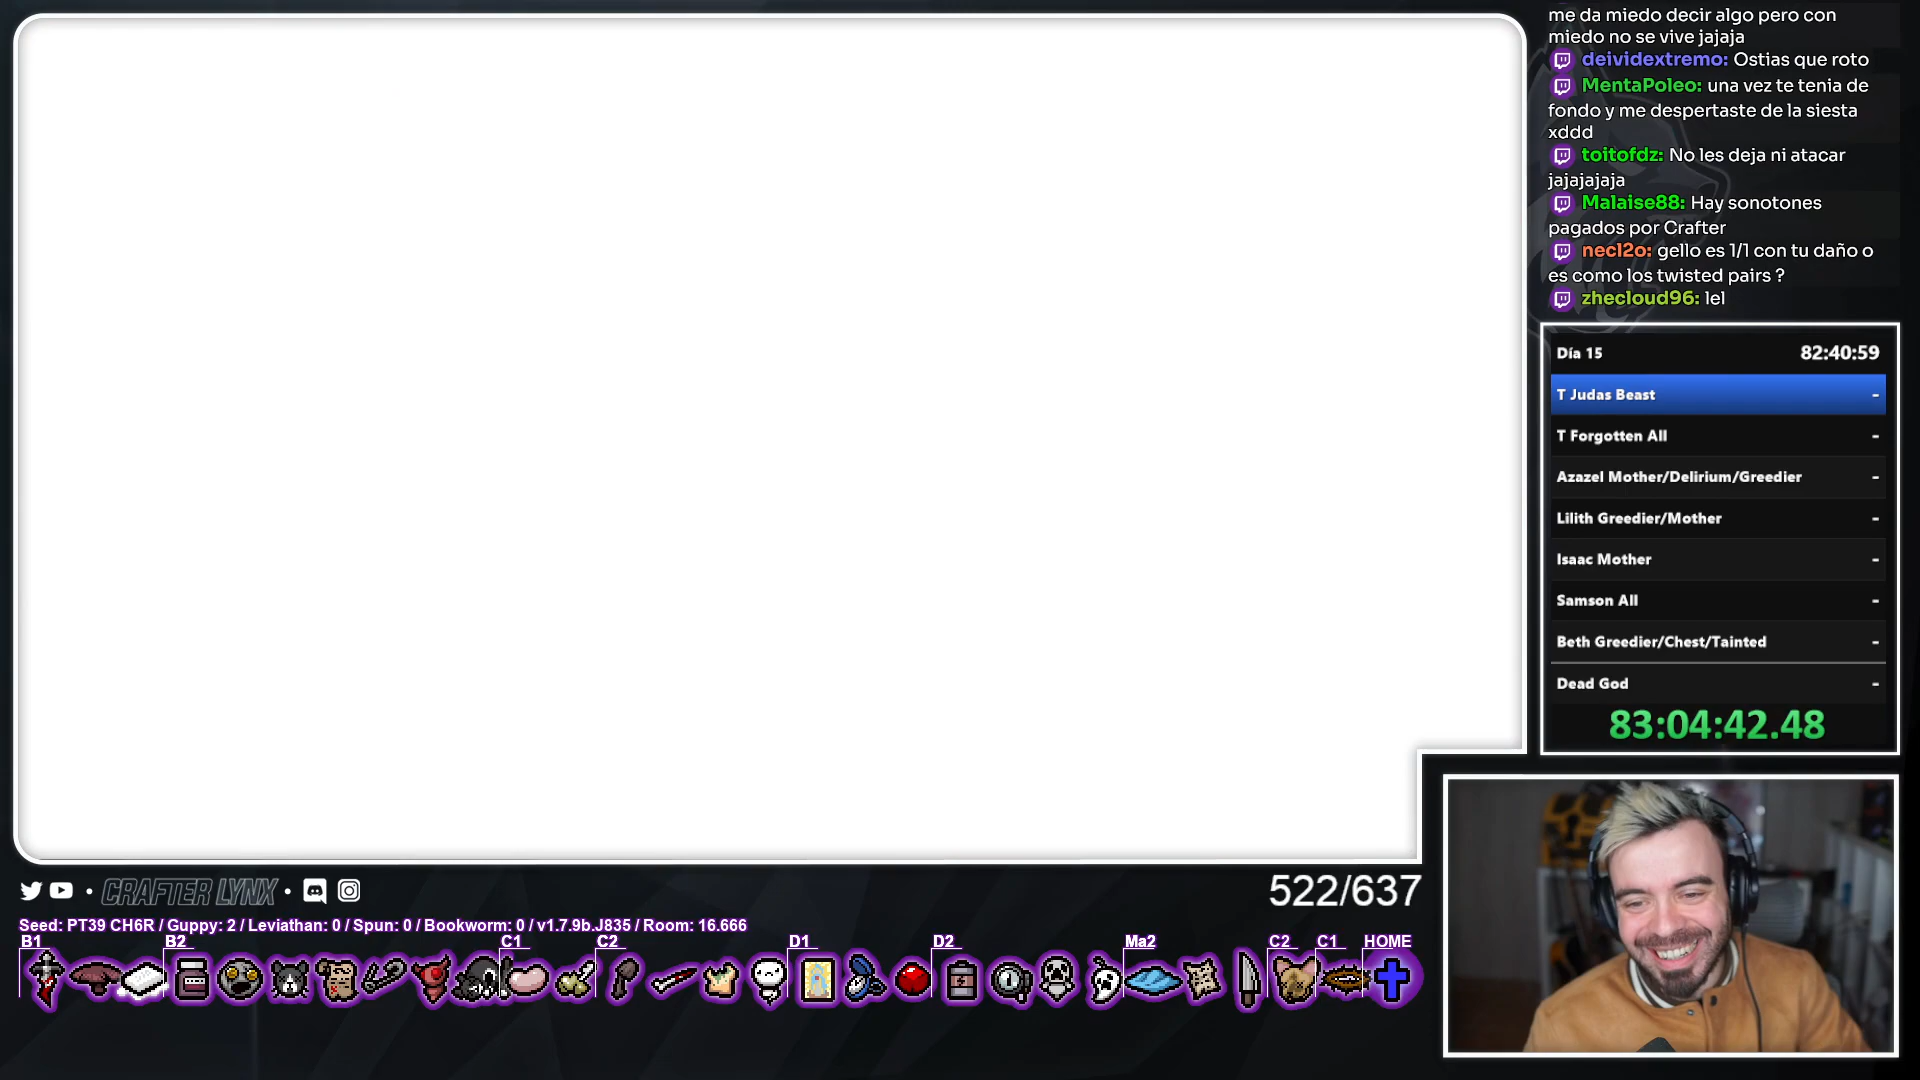 me da miedo decir algo pero con
miedo no se vive jajaja
deividextremo: Ostias que roto
MentaPoleo: una vez te tenia de
fondo y me despertaste de la siesta
xddd
toitofdz: No les deja ni atacar
jajajajaja
Malaise88: Hay sonotones
pagados por Crafter
necl2o: gello es 1/1 con tu daño o
es como los twisted pairs ?
zhecloud96: lel
Día 15 82:40:59
T Judas Beast -
T Forgotten All -
Azazel Mother/Delirium/Greedier -
Lilith Greedier/Mother -
Isaac Mother -
Samson All -
Beth Greedier/Chest/Tainted -
Dead God -
83:04:42.48
• CRAFTER LYNX •
522/637
Seed: PT39 CH6R / Guppy: 2 / Leviathan: 0 / Spun: 0 / Bookworm: 0 / v1.7.9b.J835 / Room: 16.666
B1 B2 C1 C2 D1 D2 Ma2 C2 C1 HOME